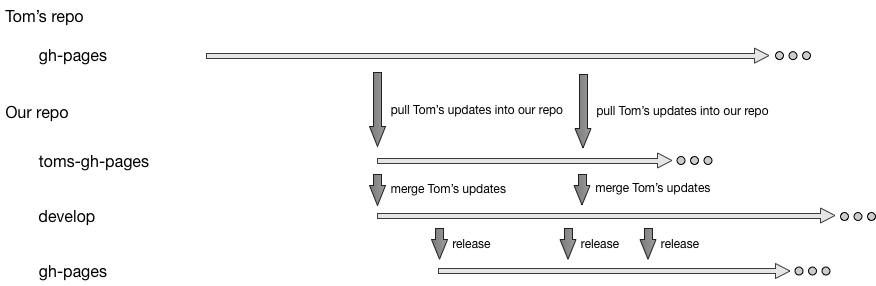 Tom's repo
gh-pages
pull Tom's updates into our repo
pull Tom's updates into our repo
Our repo
toms-gh-pages
merge Tom's updates
merge Tom's updates
develop
release
release
release
gh-pages